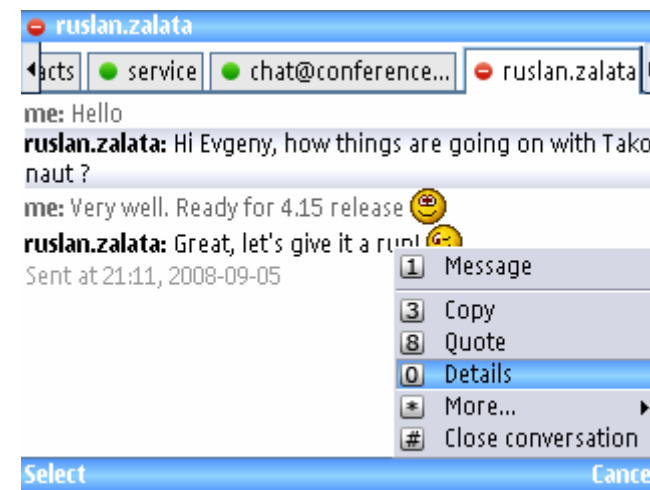 ruslan.zalata
acts service chat@conference... ruslan.zalata
me: Hello
ruslan.zalata: Hi Evgeny, how things are going on with Tako
naut ?
me: Very well. Ready for 4.15 release
ruslan.zalata: Great, let's give it a run!
Sent at 21:11, 2008-09-05
1 Message
3 Copy
8 Quote
0 Details
* More...
# Close conversation
Select Cance